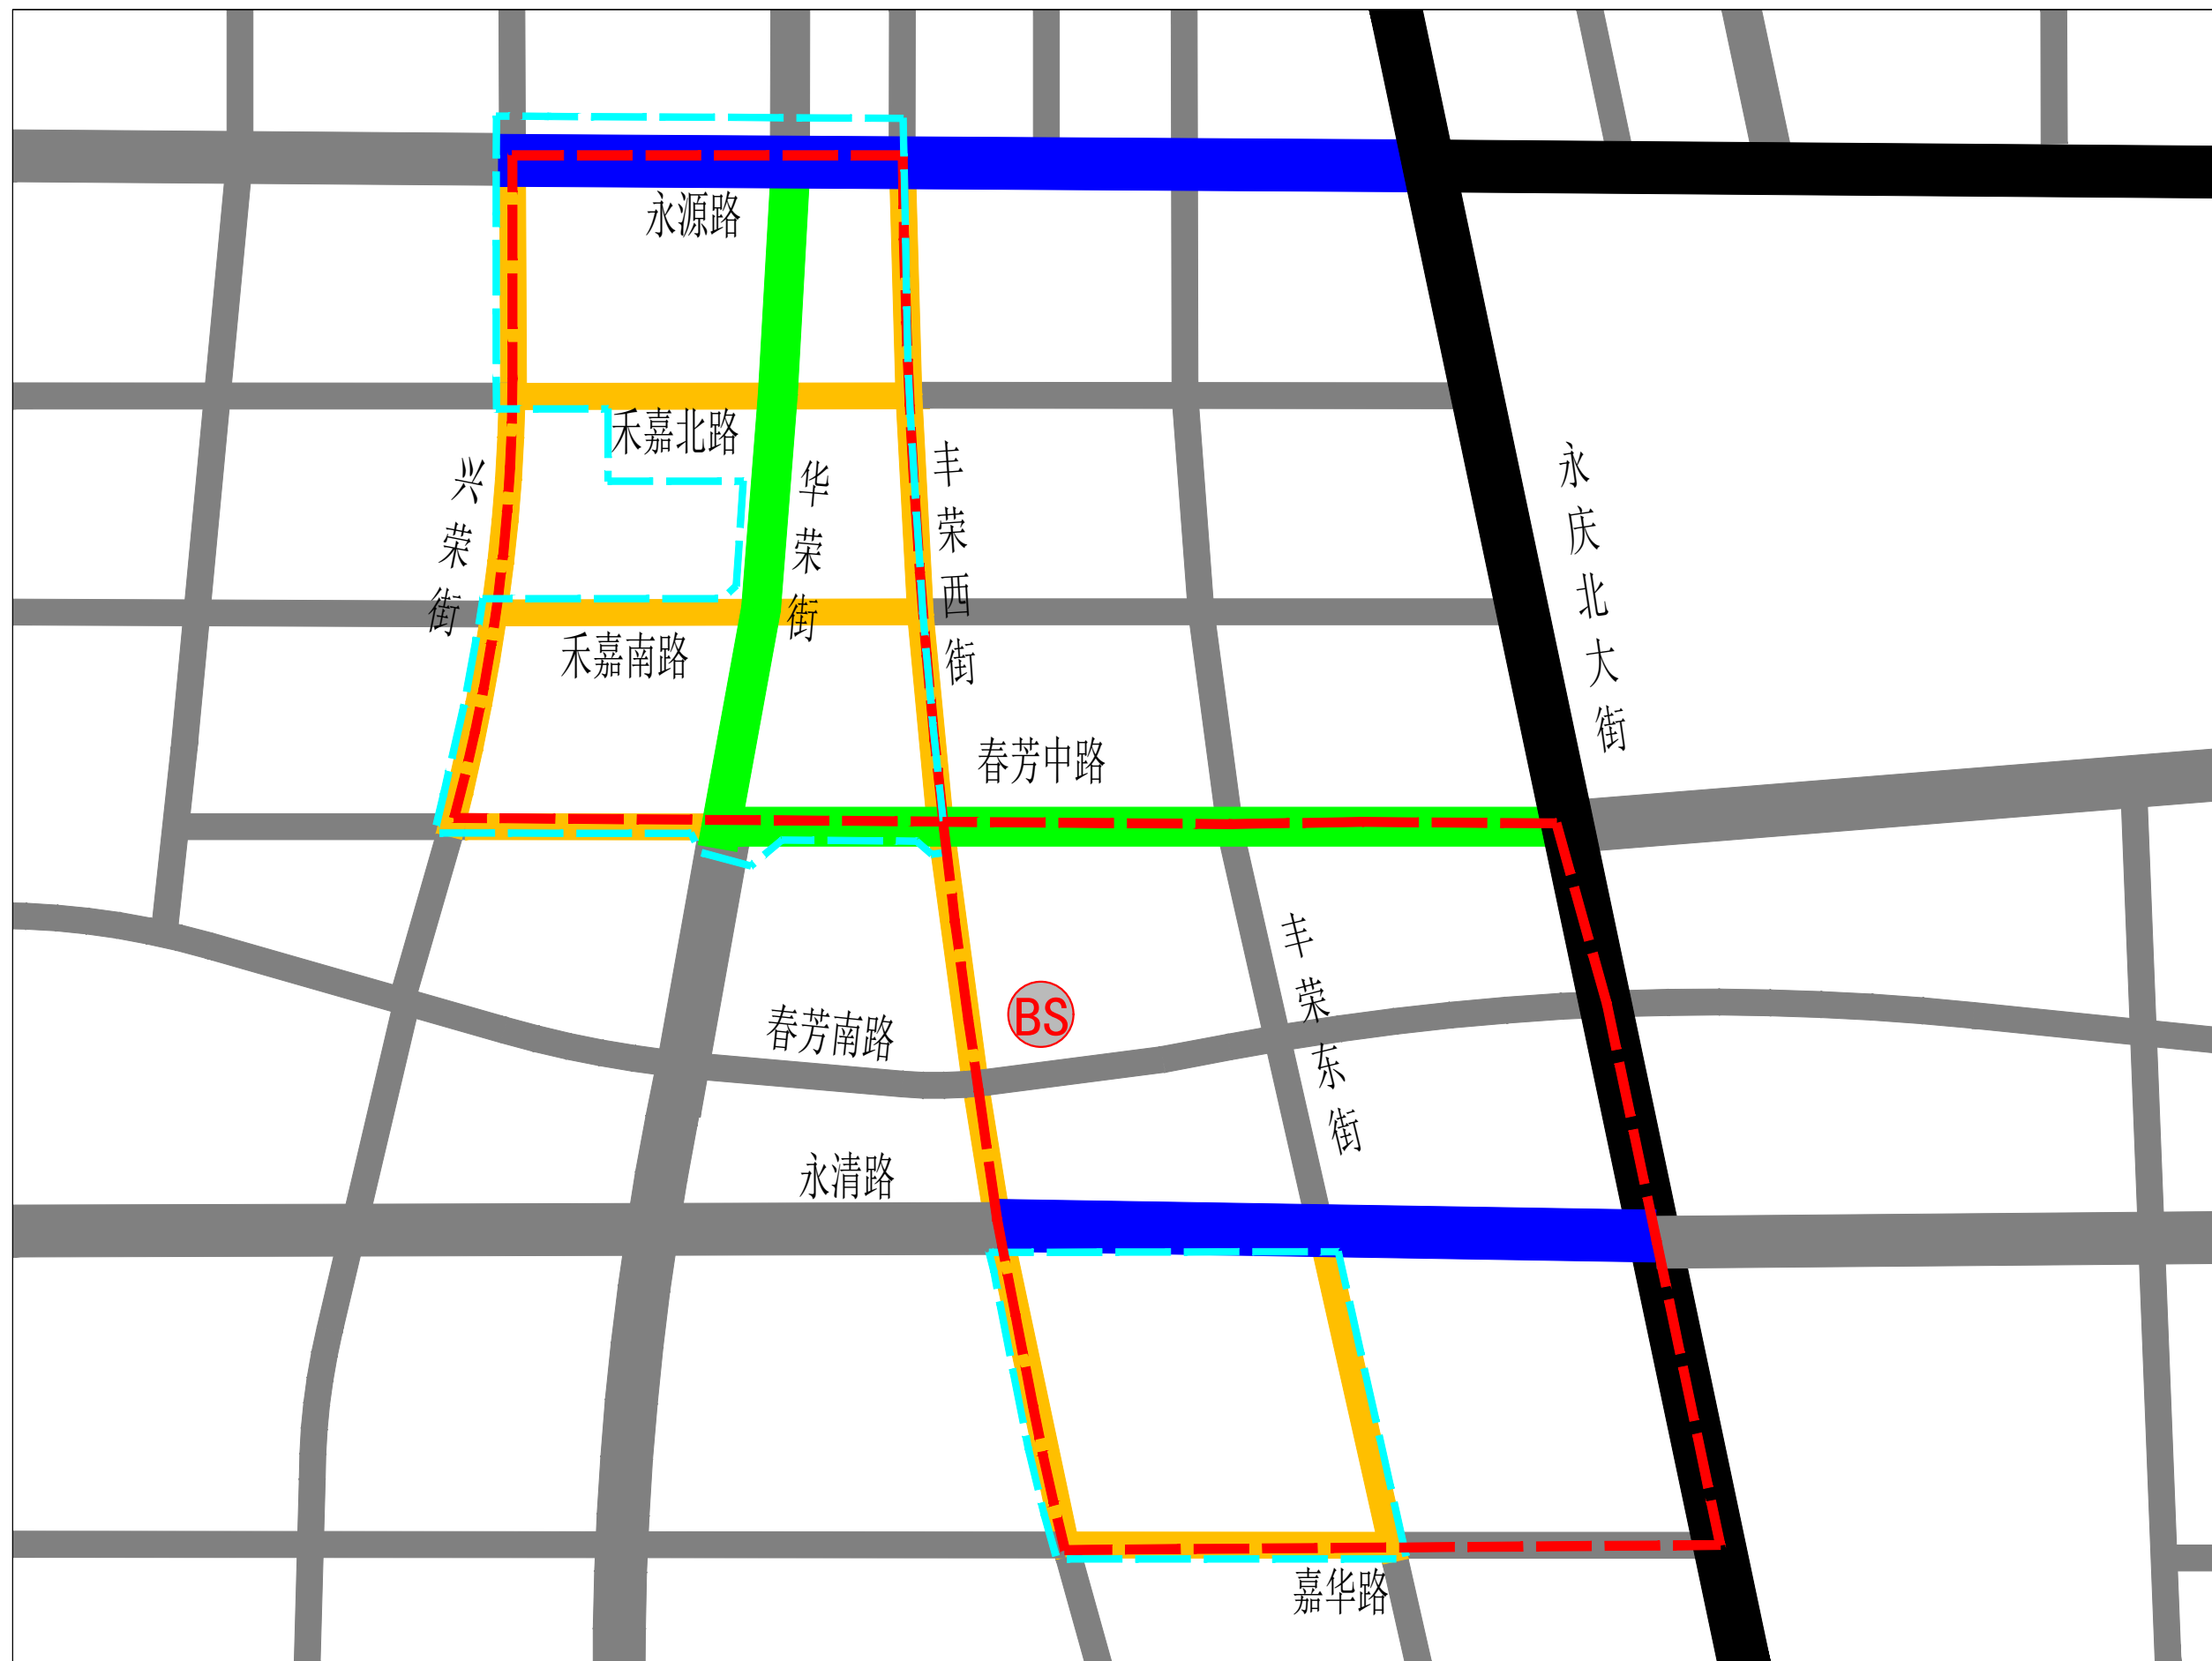 永源路
禾嘉北路
兴荣街
华荣街
丰荣西街
永庆北大街
禾嘉南路
春芳中路
丰荣东街
BS
春芳南路
永清路
嘉华路